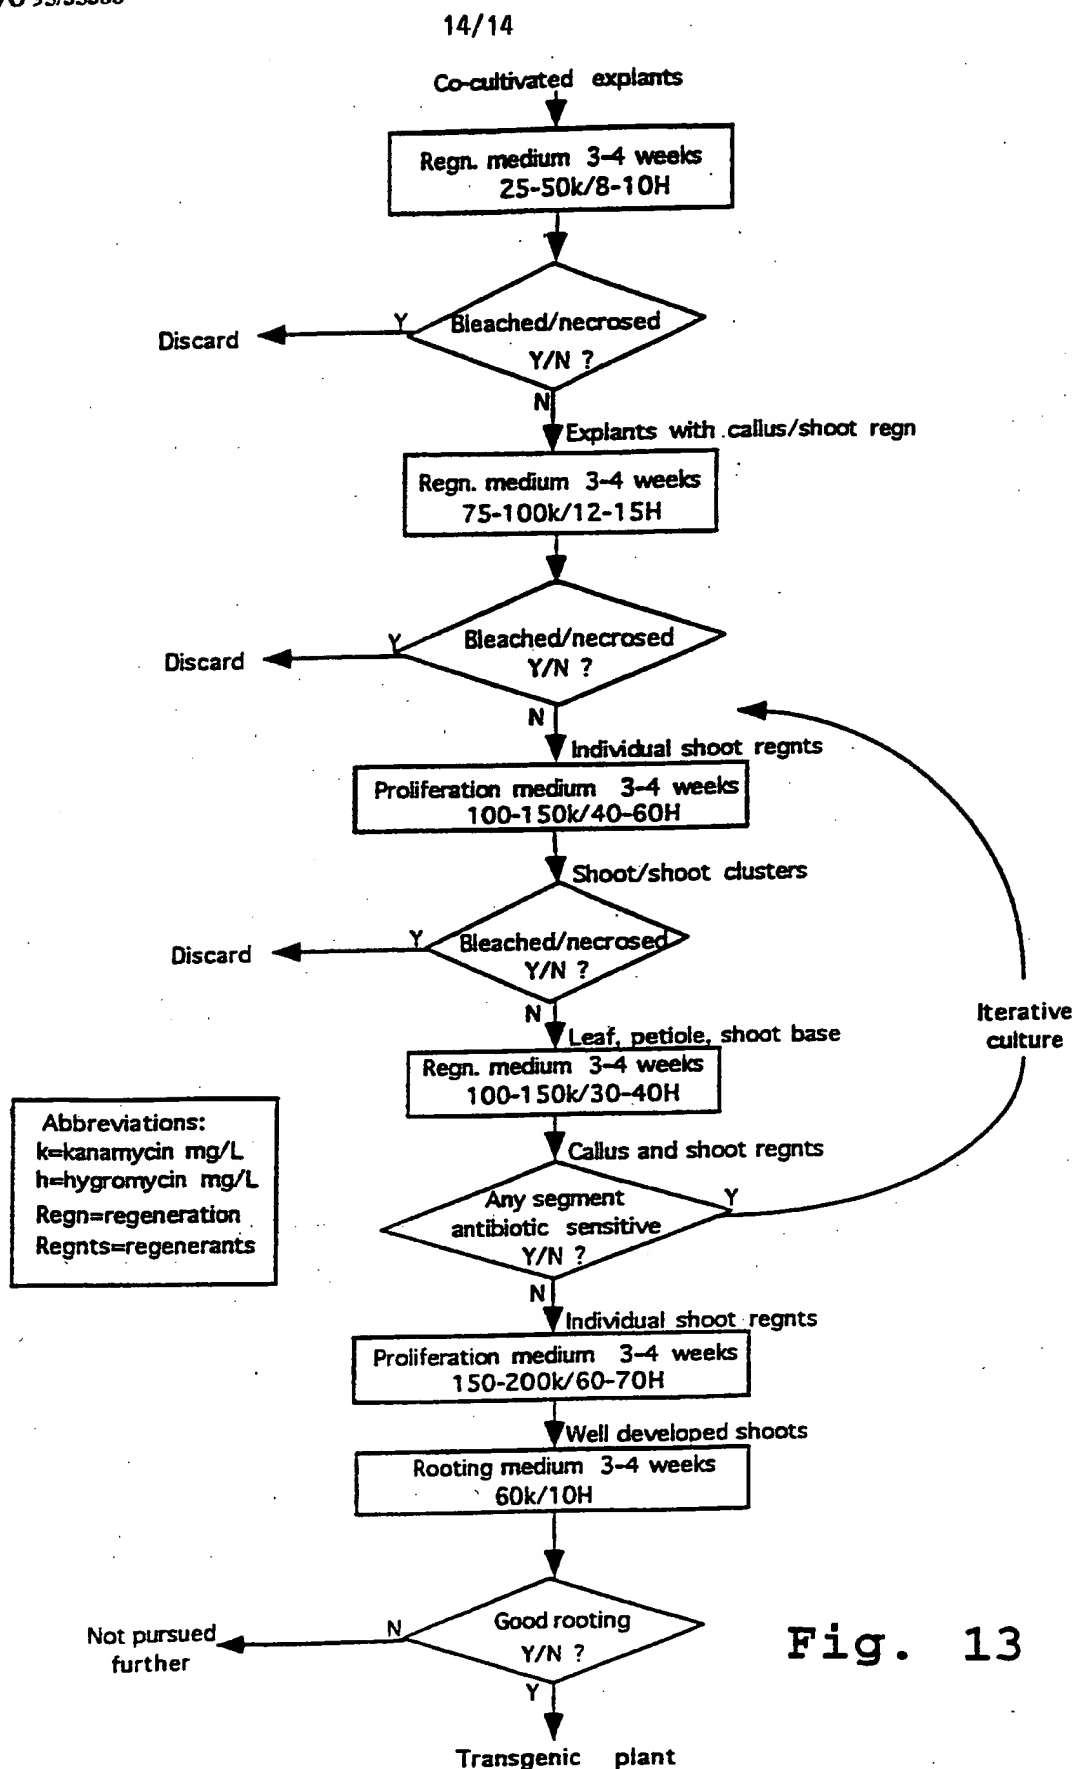 14/14
Co-cultivated explants
Regn. medium 3-4 weeks
25-50k/8-10H
Bleached/necrosed
Y/N ?
Y
Discard
N
Explants with callus/shoot regn
Regn. medium 3-4 weeks
75-100k/12-15H
Bleached/necrosed
Y/N ?
Y
Discard
N
Individual shoot regnts
Proliferation medium 3-4 weeks
100-150k/40-60H
Shoot/shoot clusters
Bleached/necrosed
Y/N ?
Y
Discard
N
Leaf, petiole, shoot base
Regn. medium 3-4 weeks
100-150k/30-40H
Iterative
culture
Abbreviations:
k=kanamycin mg/L
h=hygromycin mg/L
Regn=regeneration
Regnts=regenerants
Callus and shoot regnts
Any segment
antibiotic sensitive
Y/N ?
Y
N
Individual shoot regnts
Proliferation medium 3-4 weeks
150-200k/60-70H
Well developed shoots
Rooting medium 3-4 weeks
60k/10H
Good rooting
Y/N ?
N
Not pursued
further
Y
Transgenic plant
Fig. 13